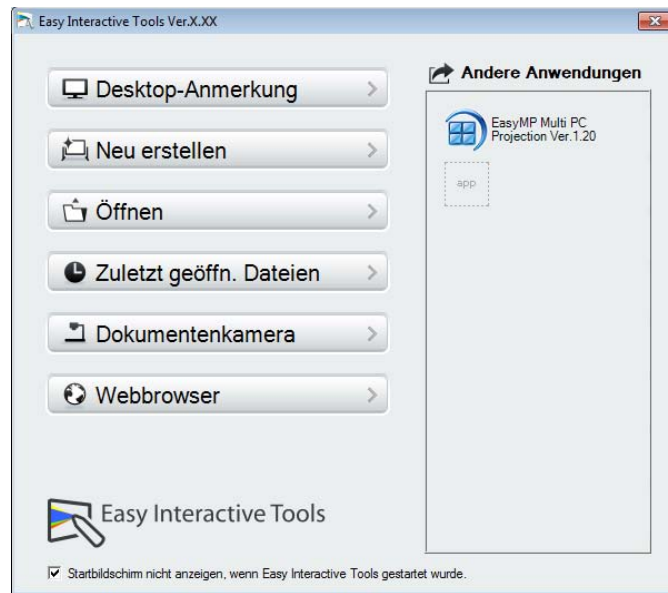 Easy Interactive Tools Ver.X.XX
Desktop-Anmerkung
Neu erstellen
Öffnen
Zuletzt geöffn. Dateien
Dokumentenkamera
Webbrowser
Andere Anwendungen
EasyMP Multi PC
Projection Ver.1.20
app
Easy Interactive Tools
Startbildschirm nicht anzeigen, wenn Easy Interactive Tools gestartet wurde.